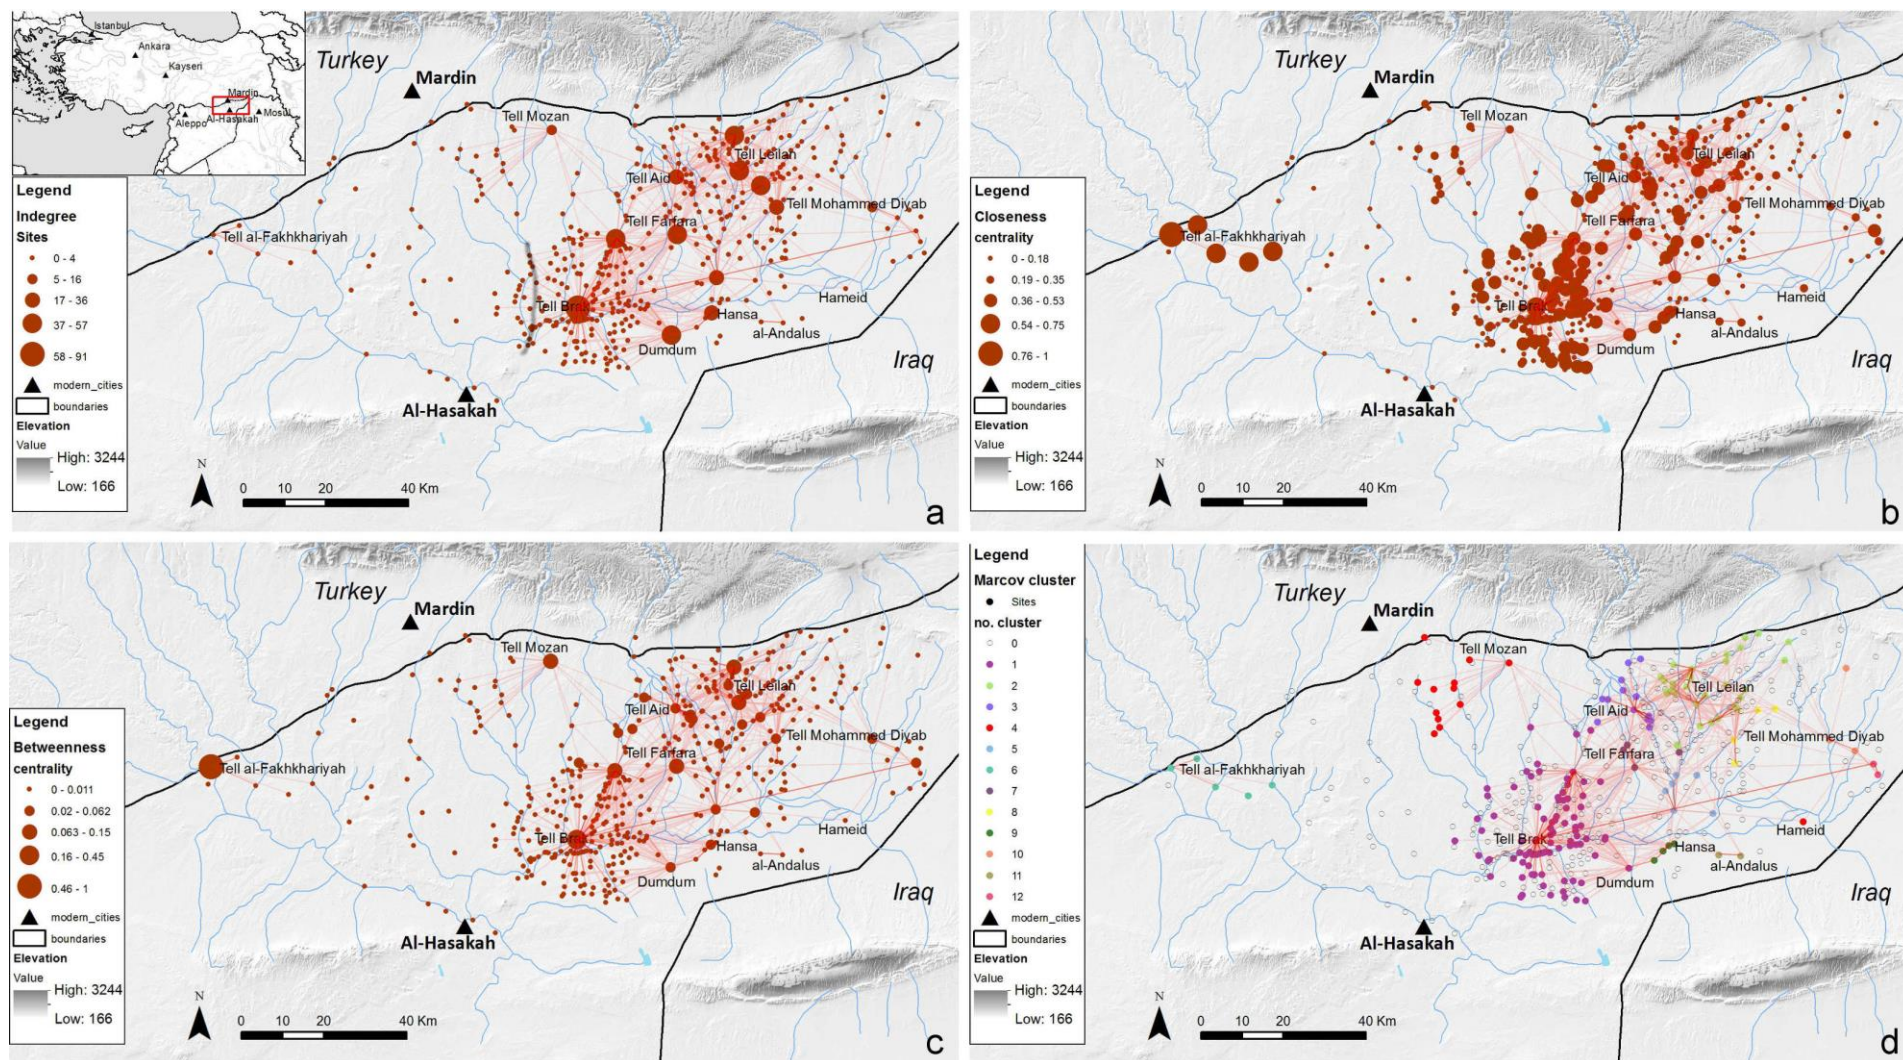 Istanbul
Ankara
Kayseri
Mardin
Aleppo
Al-Hasakah
Mosul
Legend
Indegree
Sites
0 - 4
5 - 16
17 - 36
37 - 57
58 - 91
modern_cities
boundaries
Elevation
Value
High: 3244
Low: 166
Turkey
Mardin
Tell Mozan
Tell Leilan
Tell Aid
Tell Mohammed Diyab
Tell Farfara
Tell al-Fakhkhariyah
Tell Brak
Hameid
Hansa
al-Andalus
Dumdum
Iraq
Al-Hasakah
N
0 10 20 40 Km
a
Legend
Closeness
centrality
0 - 0.18
0.19 - 0.35
0.36 - 0.53
0.54 - 0.75
0.76 - 1
modern_cities
boundaries
Elevation
Value
High: 3244
Low: 166
Turkey
Mardin
Tell Mozan
Tell Leilan
Tell Aid
Tell Mohammed Diyab
Tell Farfara
Tell al-Fakhkhariyah
Tell Brak
Hameid
Hansa
al-Andalus
Dumdum
Iraq
Al-Hasakah
N
0 10 20 40 Km
b
Legend
Betweenness
centrality
0 - 0.011
0.02 - 0.062
0.063 - 0.15
0.16 - 0.45
0.46 - 1
modern_cities
boundaries
Elevation
Value
High: 3244
Low: 166
Turkey
Mardin
Tell Mozan
Tell Leilan
Tell Aid
Tell Mohammed Diyab
Tell Farfara
Tell al-Fakhkhariyah
Tell Brak
Hameid
Hansa
al-Andalus
Dumdum
Iraq
Al-Hasakah
N
0 10 20 40 Km
c
Legend
Marcov cluster
Sites
no. cluster
0
1
2
3
4
5
6
7
8
9
10
11
12
modern_cities
boundaries
Elevation
Value
High: 3244
Low: 166
Turkey
Mardin
Tell Mozan
Tell Leilan
Tell Aid
Tell Mohammed Diyab
Tell Farfara
Tell al-Fakhkhariyah
Tell Brak
Hameid
Hansa
al-Andalus
Dumdum
Iraq
Al-Hasakah
N
0 10 20 40 Km
d